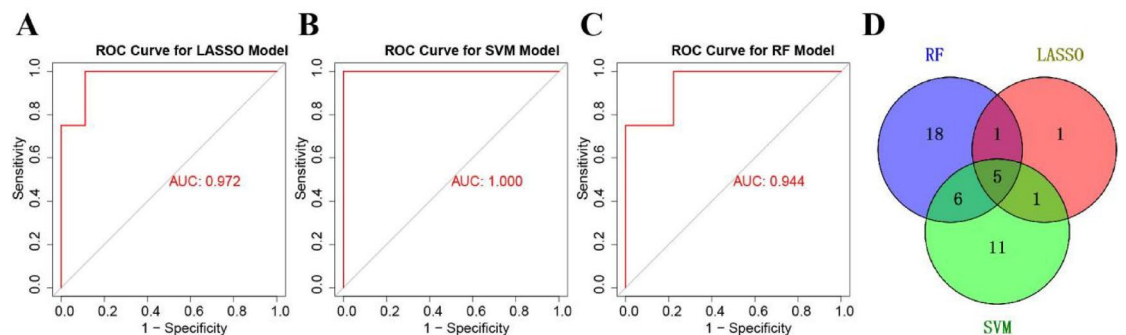 A
ROC Curve for LASSO Model
1.0
0.8
0.6
0.4
0.2
0.0
Sensitivity
AUC: 0.972
0.0 0.2 0.4 0.6 0.8 1.0
1 − Specificity
B
ROC Curve for SVM Model
1.0
0.8
0.6
0.4
0.2
0.0
Sensitivity
AUC: 1.000
0.0 0.2 0.4 0.6 0.8 1.0
1 − Specificity
C
ROC Curve for RF Model
1.0
0.8
0.6
0.4
0.2
0.0
Sensitivity
AUC: 0.944
0.0 0.2 0.4 0.6 0.8 1.0
1 − Specificity
D
RF LASSO
18 1 1
5
6 1
11
SVM